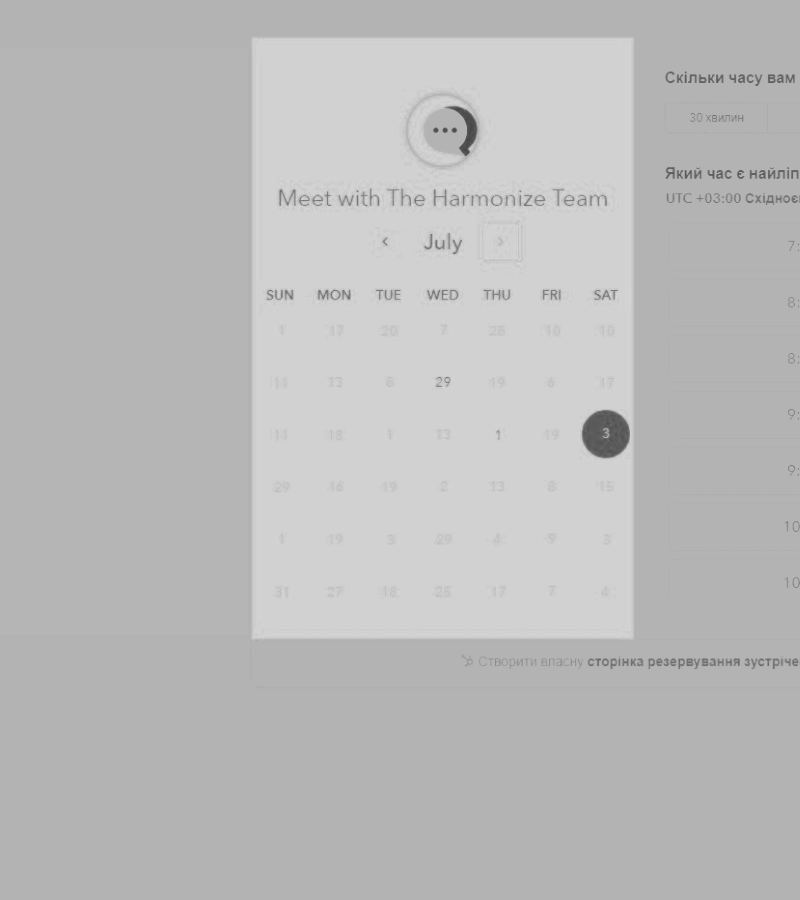 Meet with The Harmonize Team
July
SUN MON TUE WED THU FRI SAT
1 17 20 7 28 10 10
11 13 8 29 19 6 17
11 18 1 13 1 19 3
29 16 19 2 13 8 15
1 19 3 29 4 9 3
31 27 18 25 17 7 4
Скільки часу вам
30 хвилин
Який час є найліп
UTC +03:00 Східноє
7:
8:
8:
9:
9:
10
10
Створити власну сторінка резервування зустріче